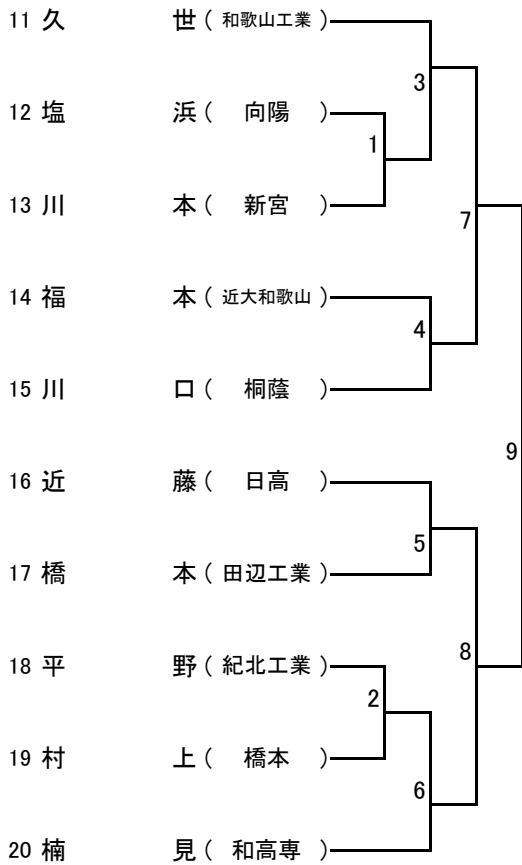 11 久 世 ( 和歌山工業 )
3
12 塩 浜 ( 向陽 )
1
13 川 本 ( 新宮 )
7
14 福 本 ( 近大和歌山 )
4
15 川 口 ( 桐蔭 )
9
16 近 藤 ( 日高 )
5
17 橋 本 ( 田辺工業 )
8
18 平 野 ( 紀北工業 )
2
19 村 上 ( 橋本 )
6
20 楠 見 ( 和高専 )